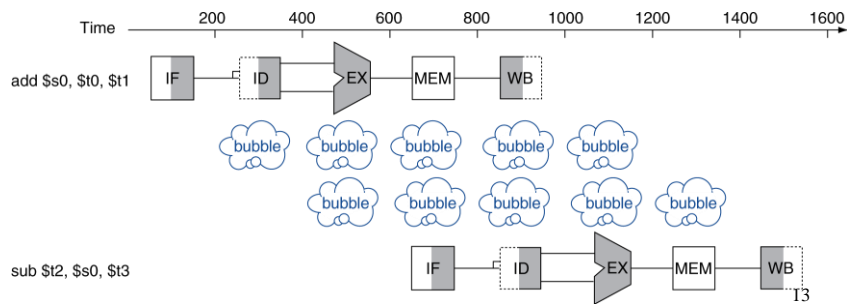 Time 200 400 600 800 1000 1200 1400 1600
add $s0, $t0, $t1 IF ID EX MEM WB
bubble bubble bubble bubble bubble
bubble bubble bubble bubble bubble
sub $t2, $s0, $t3 IF ID EX MEM WB
13